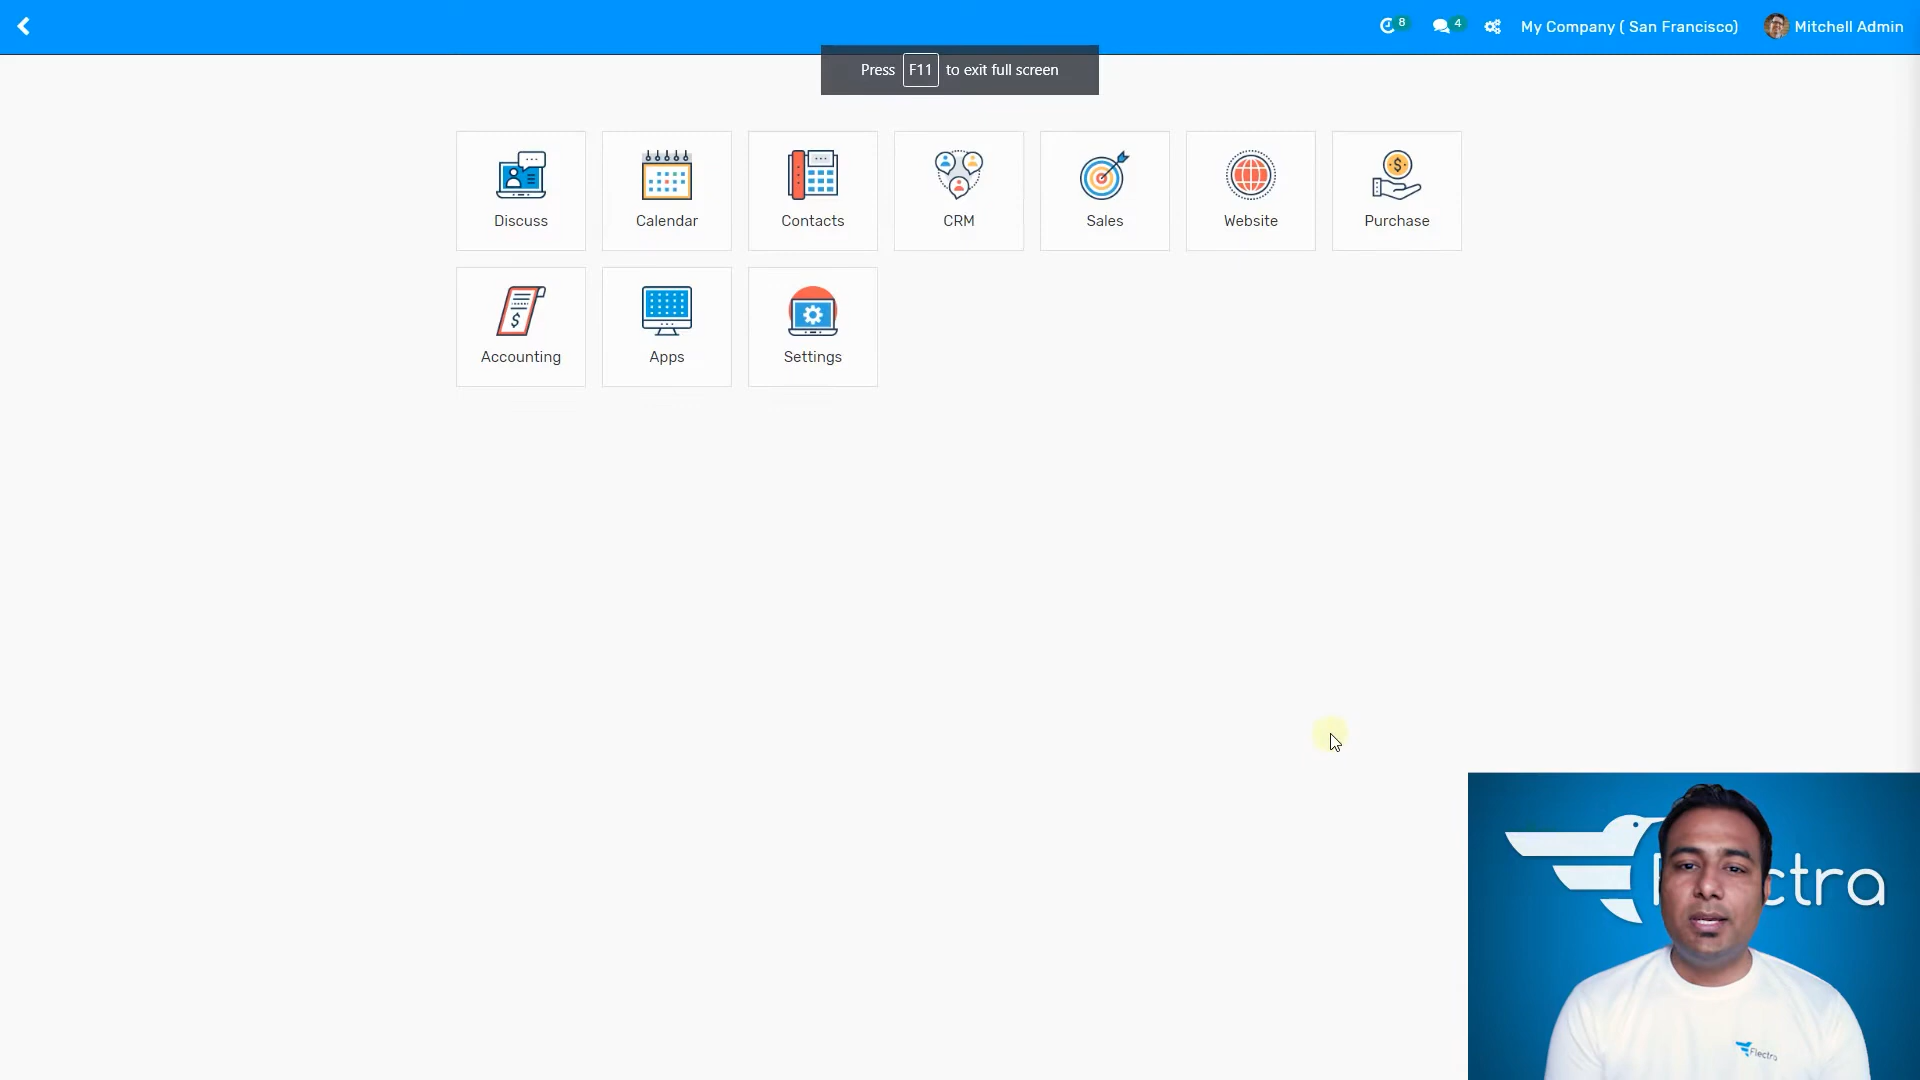 8
4
My Company ( San Francisco)
Mitchell Admin
Press F11 to exit full screen
Discuss
Calendar
Contacts
CRM
Sales
Website
Purchase
Accounting
Apps
Settings
ctra
Flectra